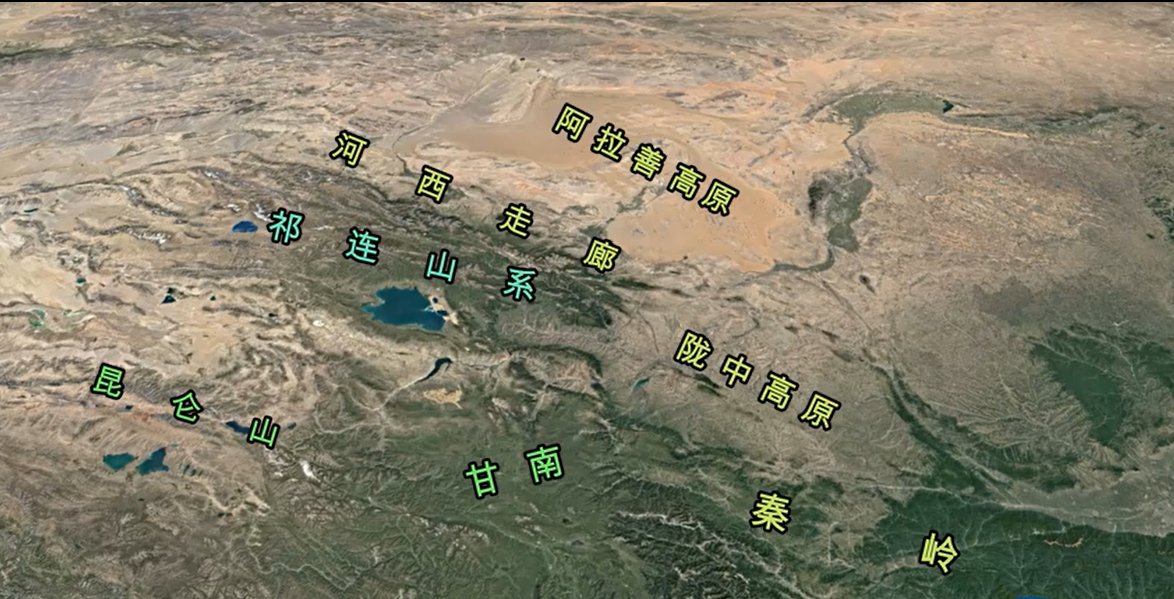 阿拉善高原
河西走廊
祁连山系
陇中高原
昆仑山
甘南
秦岭